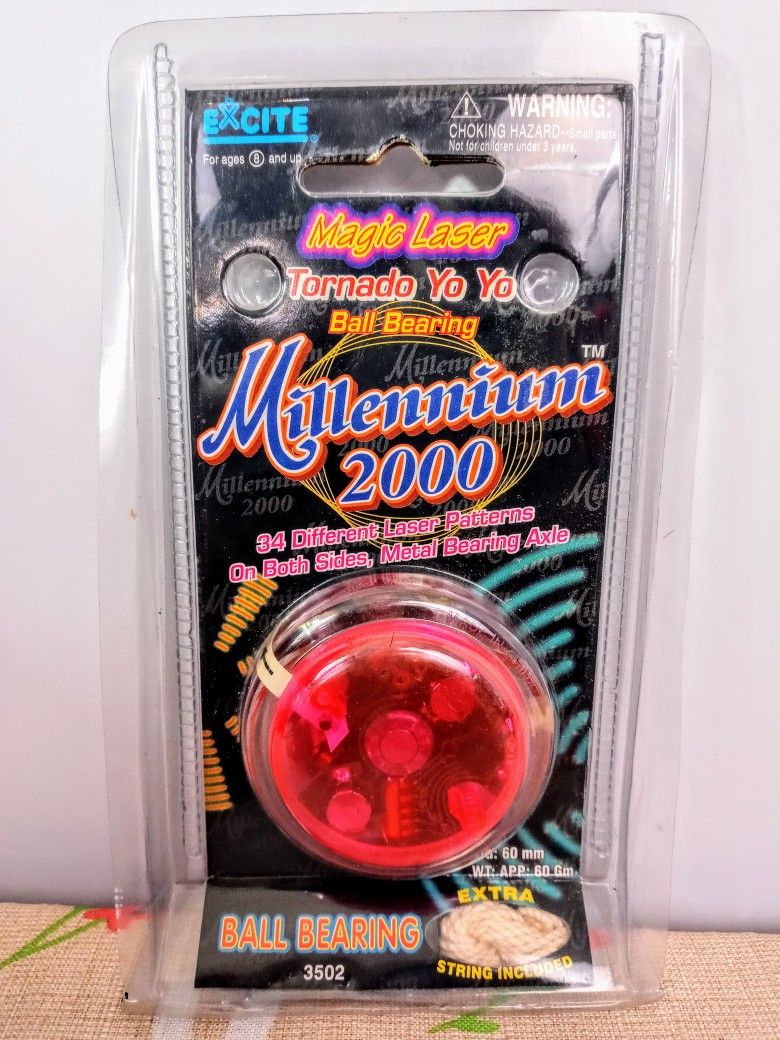 EXCITE
For ages 8 and up
WARNING:
CHOKING HAZARD--Small parts
Not for children under 3 years.
Magic Laser
Tornado Yo Yo
Ball Bearing
Millennium™
2000
34 Different Laser Patterns
On Both Sides, Metal Bearing Axle
60 mm
WT: APP: 60 Gm
BALL BEARING
3502
EXTRA
STRING INCLUDED